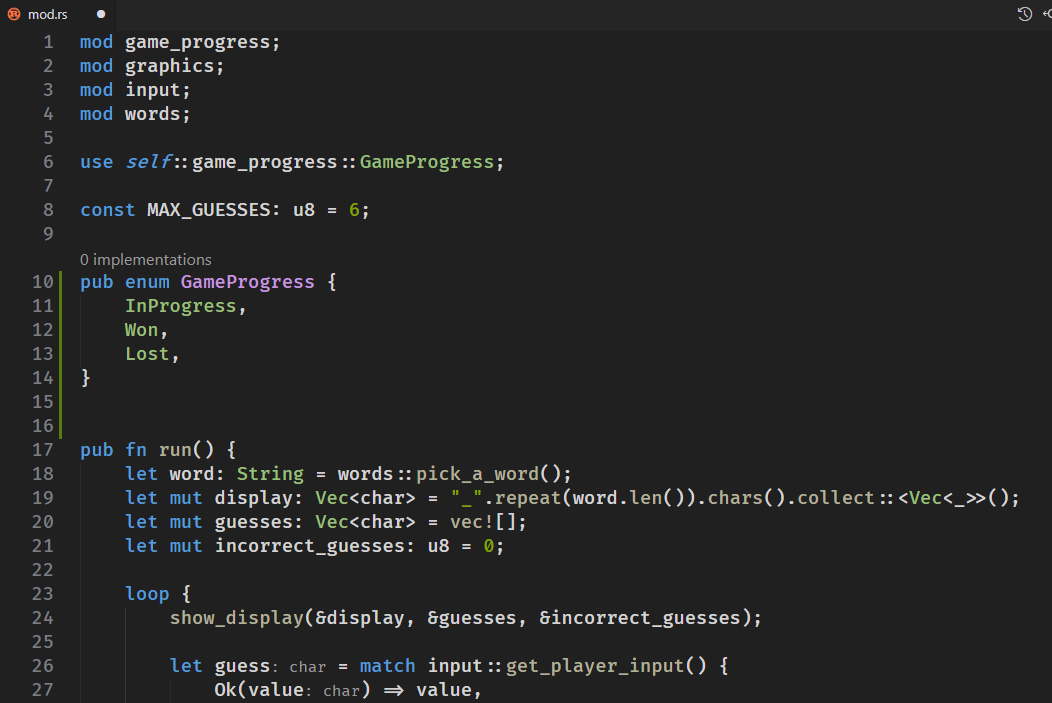 mod.rs
1 mod game_progress;
2 mod graphics;
3 mod input;
4 mod words;
5
6 use self::game_progress::GameProgress;
7
8 const MAX_GUESSES: u8 = 6;
9
0 implementations
10 pub enum GameProgress {
11     InProgress,
12     Won,
13     Lost,
14 }
15
16
17 pub fn run() {
18     let word: String = words::pick_a_word();
19     let mut display: Vec<char> = "_".repeat(word.len()).chars().collect::<Vec<_>>();
20     let mut guesses: Vec<char> = vec![];
21     let mut incorrect_guesses: u8 = 0;
22
23     loop {
24         show_display(&display, &guesses, &incorrect_guesses);
25
26         let guess: char = match input::get_player_input() {
27             Ok(value: char) => value,